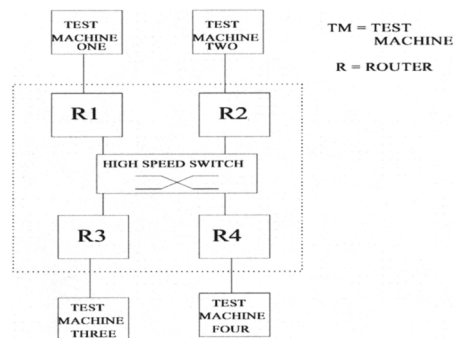 TEST
MACHINE
ONE
TEST
MACHINE
TWO
TM = TEST
MACHINE
R = ROUTER
R1
R2
HIGH SPEED SWITCH
R3
R4
TEST
MACHINE
THREE
TEST
MACHINE
FOUR